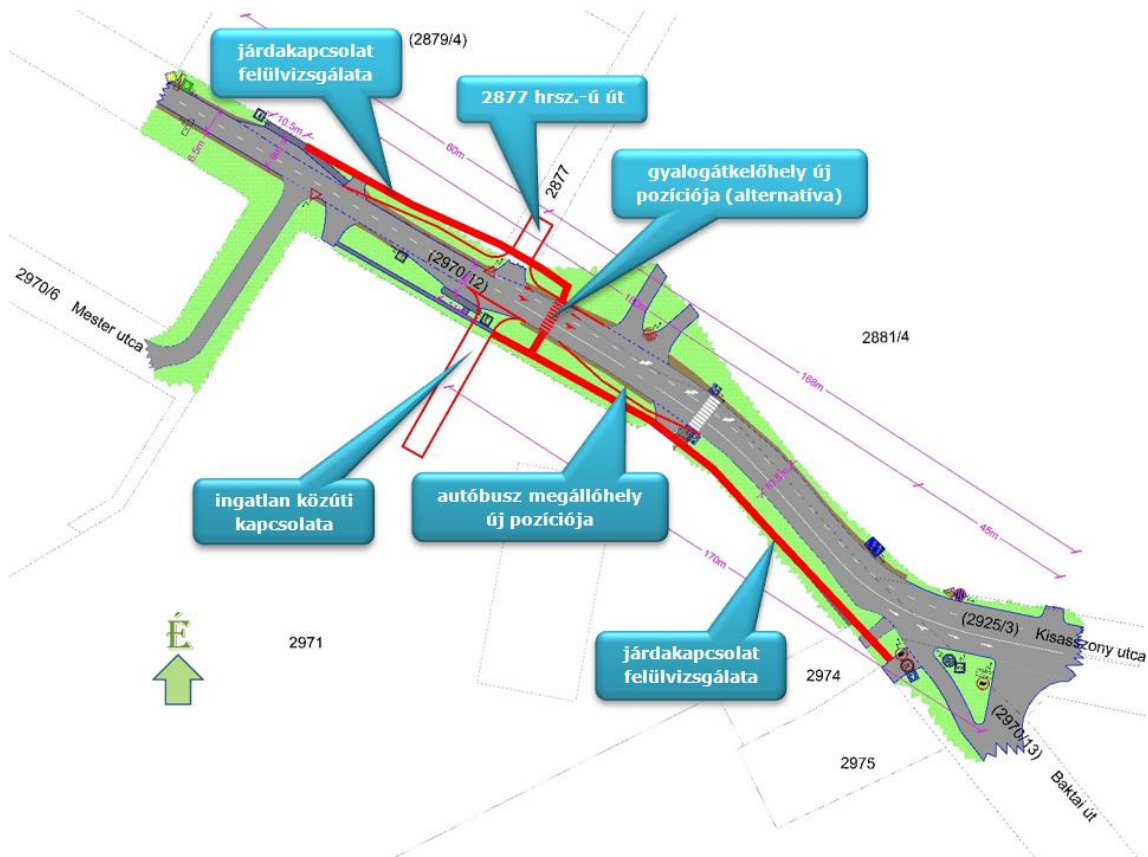 járdakapcsolat
felülvizsgálata
(2879/4)
2877 hrsz.-ú út
gyalogátkelőhely új
pozíciója (alternatíva)
10.5m
6.5m
60m
2877
(2970/12)
2970/6 Mester utca
2881/4
168m
45m
170m
ingatlan közúti
kapcsolata
autóbusz megállóhely
új pozíciója
járdakapcsolat
felülvizsgálata
É
2971
2974
2975
(2925/3) Kisasszony utca
(2970/13)
Baktai út